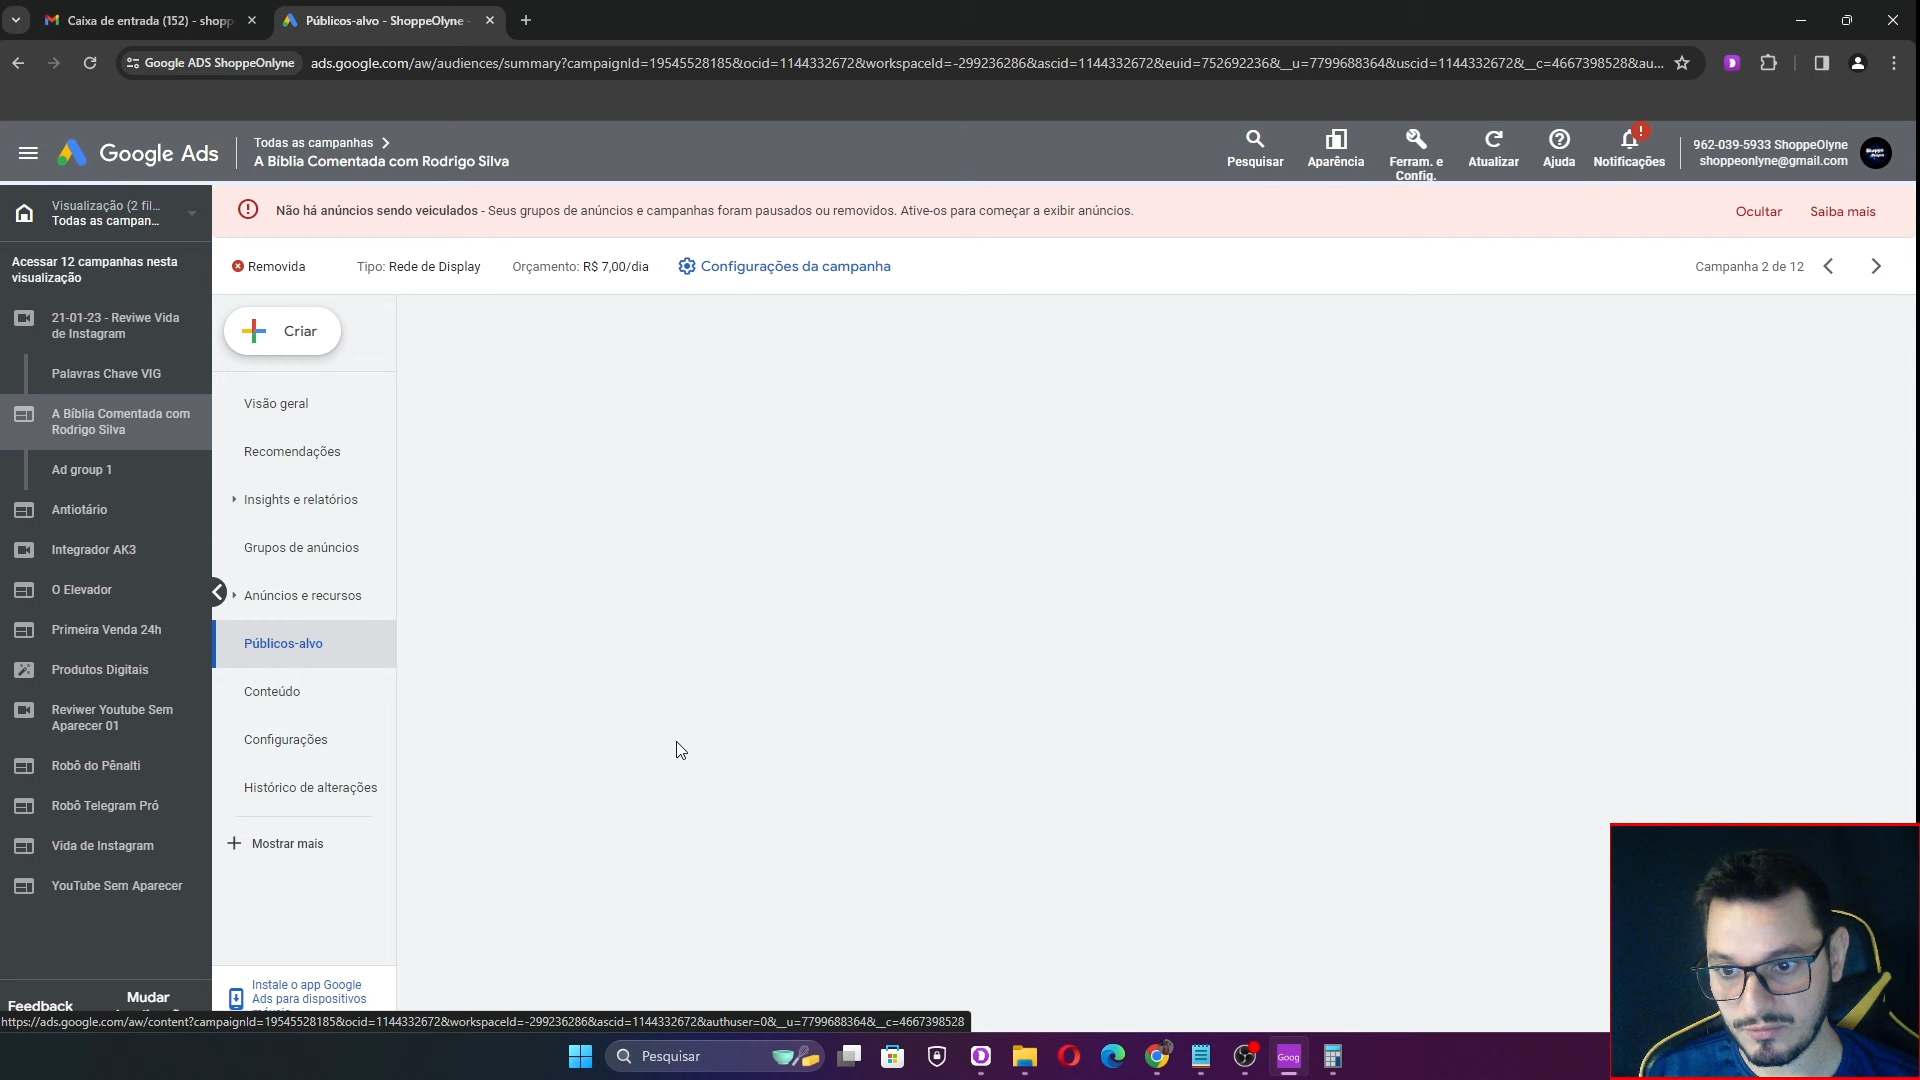 Caixa de entrada (152) - shopp
Públicos-alvo - ShoppeOlyne -
Google ADS ShoppeOnlyne
ads.google.com/aw/audiences/summary?campaignId=19545528185&ocid=1144332672&workspaceId=-299236286&ascid=1144332672&euid=752692236&__u=7799688364&uscid=1144332672&__c=4667398528&au...
Google Ads
Todas as campanhas
A Bíblia Comentada com Rodrigo Silva
Pesquisar
Aparência
Ferram. e
Config.
Atualizar
Ajuda
Notificações
962-039-5933 ShoppeOlyne
shoppeonlyne@gmail.com
Visualização (2 fil...
Todas as campan...
Não há anúncios sendo veiculados - Seus grupos de anúncios e campanhas foram pausados ou removidos. Ative-os para começar a exibir anúncios.
Ocultar
Saiba mais
Removida
Tipo: Rede de Display
Orçamento: R$ 7,00/dia
Configurações da campanha
Campanha 2 de 12
Acessar 12 campanhas nesta
visualização
21-01-23 - Reviwe Vida
de Instagram
Palavras Chave VIG
A Bíblia Comentada com
Rodrigo Silva
Ad group 1
Antiotário
Integrador AK3
O Elevador
Primeira Venda 24h
Produtos Digitais
Reviwer Youtube Sem
Aparecer 01
Robô do Pênalti
Robô Telegram Pró
Vida de Instagram
YouTube Sem Aparecer
Feedback
Mudar
Criar
Visão geral
Recomendações
Insights e relatórios
Grupos de anúncios
Anúncios e recursos
Públicos-alvo
Conteúdo
Configurações
Histórico de alterações
Mostrar mais
Instale o app Google
Ads para dispositivos
https://ads.google.com/aw/content?campaignId=19545528185&ocid=1144332672&workspaceId=-299236286&ascid=1144332672&authuser=0&__u=7799688364&__c=4667398528
Pesquisar
Goog